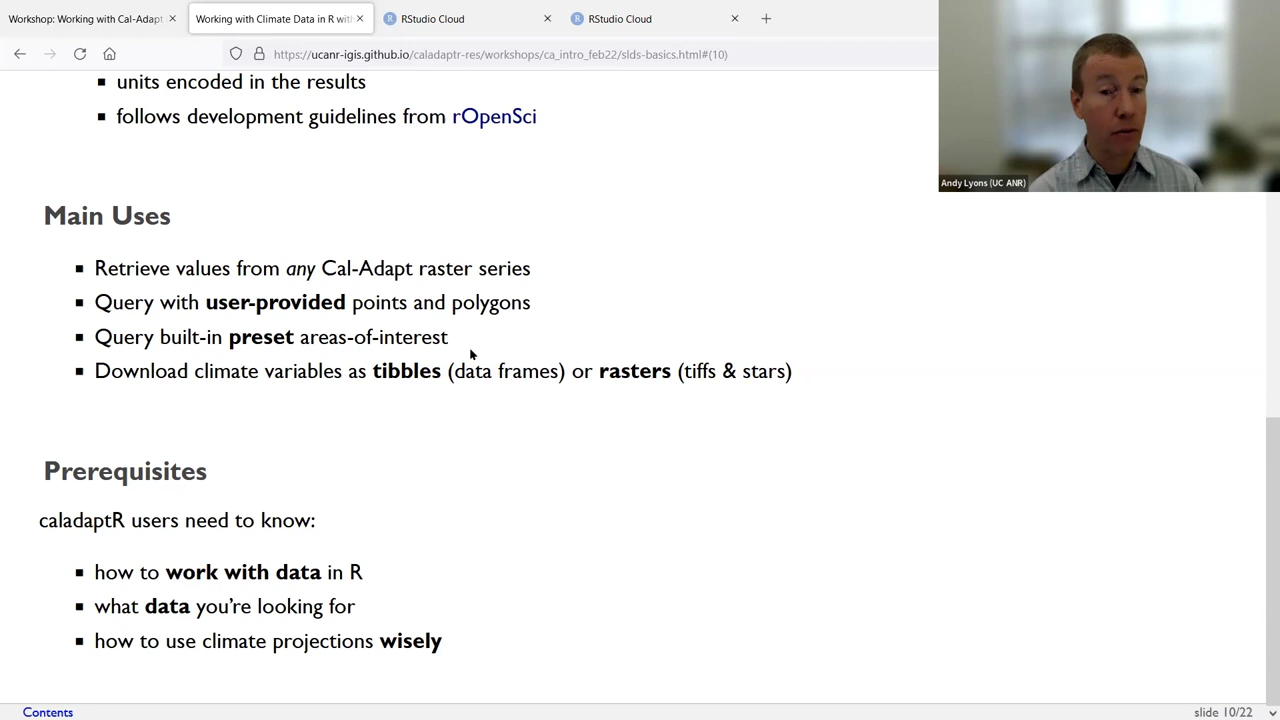 Workshop: Working with Cal-Adapt
Working with Climate Data in R with
RStudio Cloud
RStudio Cloud
https://ucanr-igis.github.io/caladaptr-res/workshops/ca_intro_feb22/slds-basics.html#(10)
▪ units encoded in the results
▪ follows development guidelines from rOpenSci
Andy Lyons (UC ANR)
Main Uses
▪ Retrieve values from any Cal-Adapt raster series
▪ Query with user-provided points and polygons
▪ Query built-in preset areas-of-interest
▪ Download climate variables as tibbles (data frames) or rasters (tiffs & stars)
Prerequisites
caladaptR users need to know:
▪ how to work with data in R
▪ what data you’re looking for
▪ how to use climate projections wisely
Contents
slide 10/22